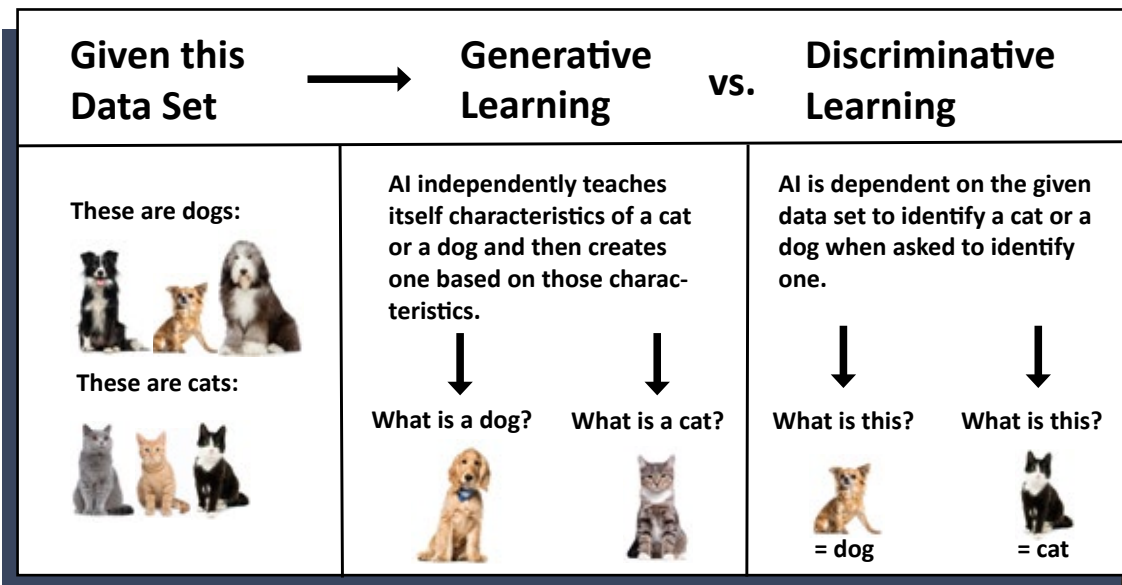 Given this
Data Set
Generative
Learning
vs.
Discriminative
Learning
These are dogs:
These are cats:
AI independently teaches
itself characteristics of a cat
or a dog and then creates
one based on those charac-
teristics.
What is a dog?
What is a cat?
AI is dependent on the given
data set to identify a cat or a
dog when asked to identify
one.
What is this?
= dog
What is this?
= cat